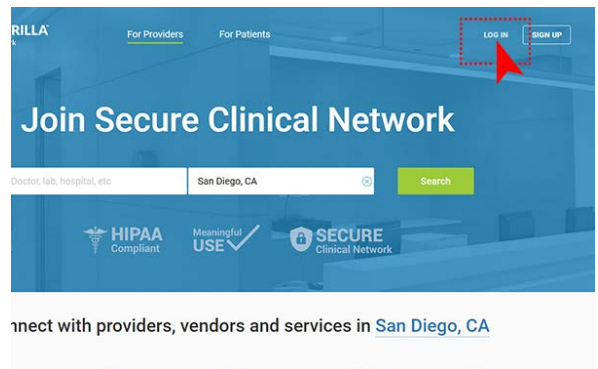 RILLA
For Providers
For Patients
LOG IN
SIGN UP
Join Secure Clinical Network
Doctor, lab, hospital, etc
San Diego, CA
Search
HIPAA
Compliant
Meaningful
USE
SECURE
Clinical Network
nnect with providers, vendors and services in San Diego, CA